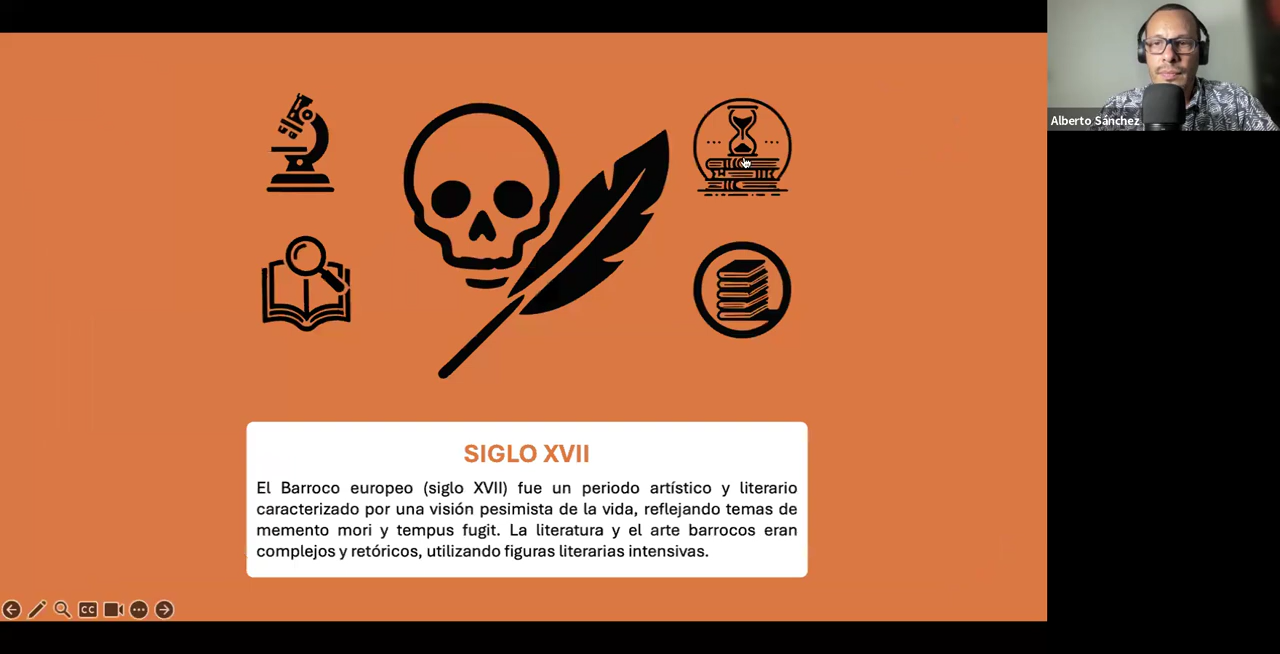 Alberto Sánchez
SIGLO XVII
El Barroco europeo (siglo XVII) fue un periodo artístico y literario
caracterizado por una visión pesimista de la vida, reflejando temas de
memento mori y tempus fugit. La literatura y el arte barrocos eran
complejos y retóricos, utilizando figuras literarias intensivas.
CC